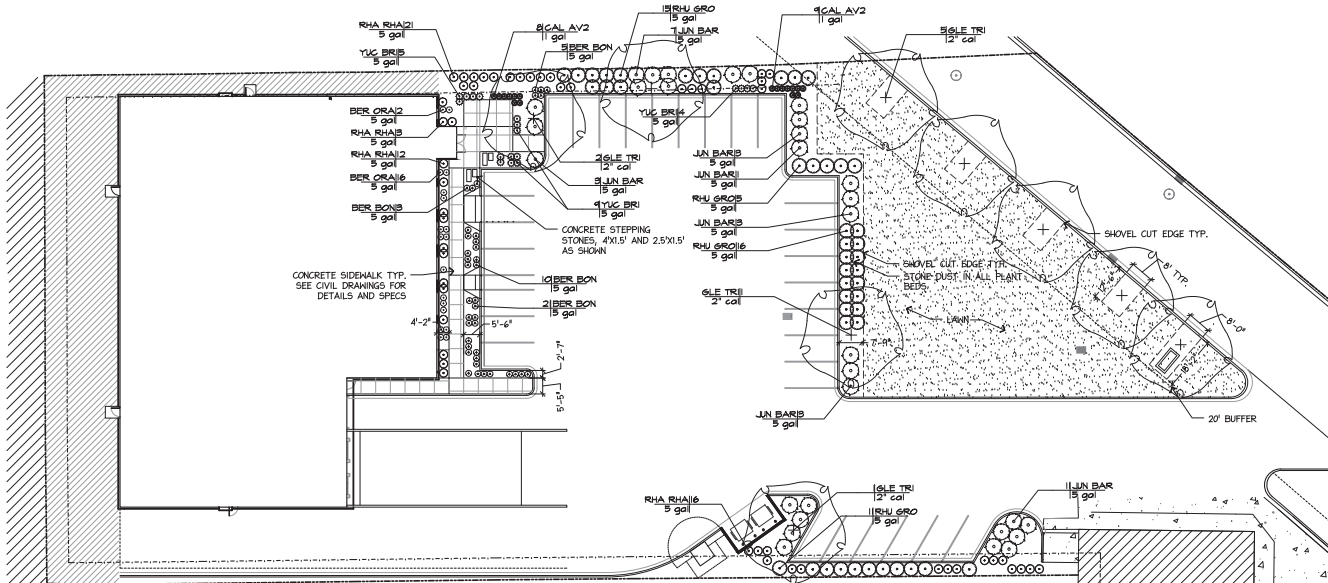 15|RHU GRO
5 gal
9|CAL AV2
1 gal
RHA RHA|21
5 gal
8|CAL AV2
1 gal
7|JUN BAR
5 gal
5|GLE TRI
2" cal
YUC BRI|5
5 gal
5|BER BON
5 gal
BER ORA|2
5 gal
YUC BRI|4
5 gal
RHA RHA|3
5 gal
RHA RHA|12
5 gal
2|GLE TRI
2" cal
JUN BAR|3
5 gal
BER ORA|16
5 gal
3|JUN BAR
5 gal
JUN BAR|1
5 gal
BER BON|3
5 gal
9|YUC BRI
5 gal
RHU GRO|5
5 gal
CONCRETE STEPPING
STONES, 4'X1.5' AND 2.5'X1.5'
AS SHOWN
JUN BAR|3
5 gal
SHOVEL CUT EDGE TYP.
RHU GRO|16
5 gal
CONCRETE SIDEWALK TYP.
SEE CIVIL DRAWINGS FOR
DETAILS AND SPECS
10|BER BON
5 gal
SHOVEL CUT EDGE TYP.
STONE DUST IN ALL PLANT
BEDS.
8' TYP.
GLE TRI|1
2" cal
21|BER BON
5 gal
4'-2"
5'-6"
LAWN
8'-0"
7'-9"
2'-7"
5'-5"
JUN BAR|3
5 gal
20' BUFFER
RHA RHA|16
5 gal
1|GLE TRI
2" cal
11|JUN BAR
5 gal
11|RHU GRO
5 gal